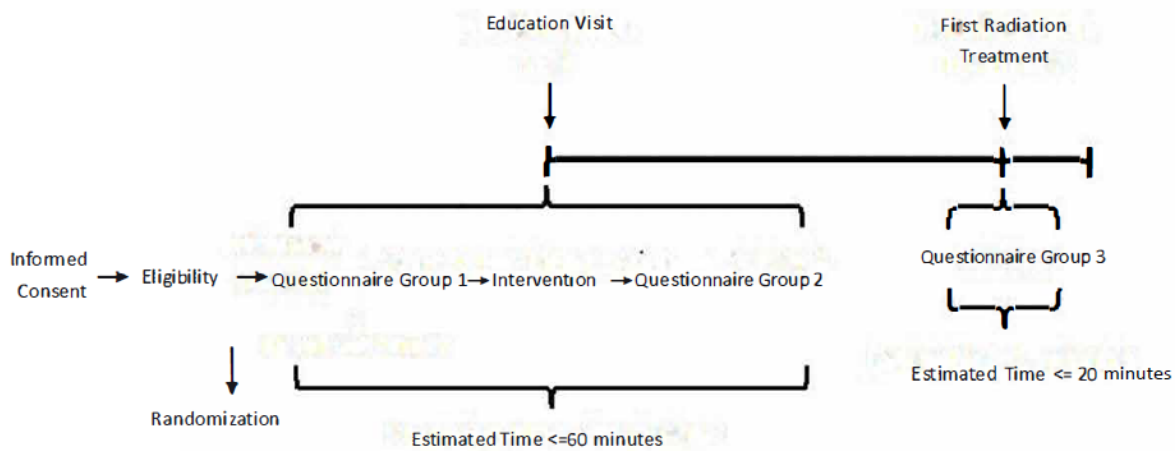 Education Visit
First Radiation
Treatment
Informed
Consent
Eligibility
Questionnaire Group 1
Intervention
Questionnaire Group 2
Questionnaire Group 3
Randomization
Estimated Time <=60 minutes
Estimated Time <= 20 minutes